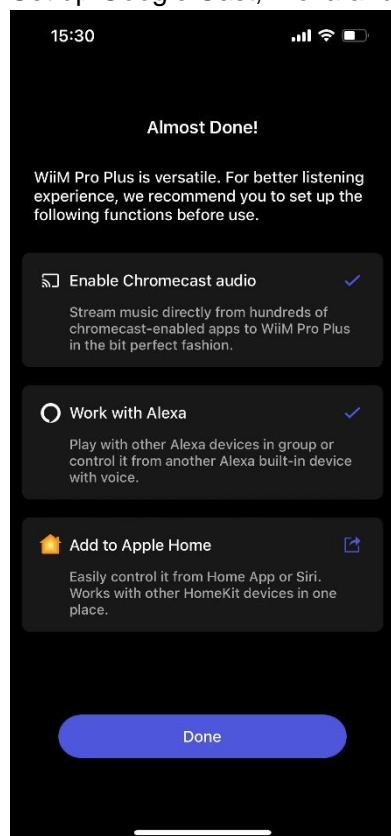 15:30
Almost Done!
WiiM Pro Plus is versatile. For better listening
experience, we recommend you to set up the
following functions before use.
Enable Chromecast audio
Stream music directly from hundreds of
chromecast-enabled apps to WiiM Pro Plus
in the bit perfect fashion.
Work with Alexa
Play with other Alexa devices in group or
control it from another Alexa built-in device
with voice.
Add to Apple Home
Easily control it from Home App or Siri.
Works with other HomeKit devices in one
place.
Done